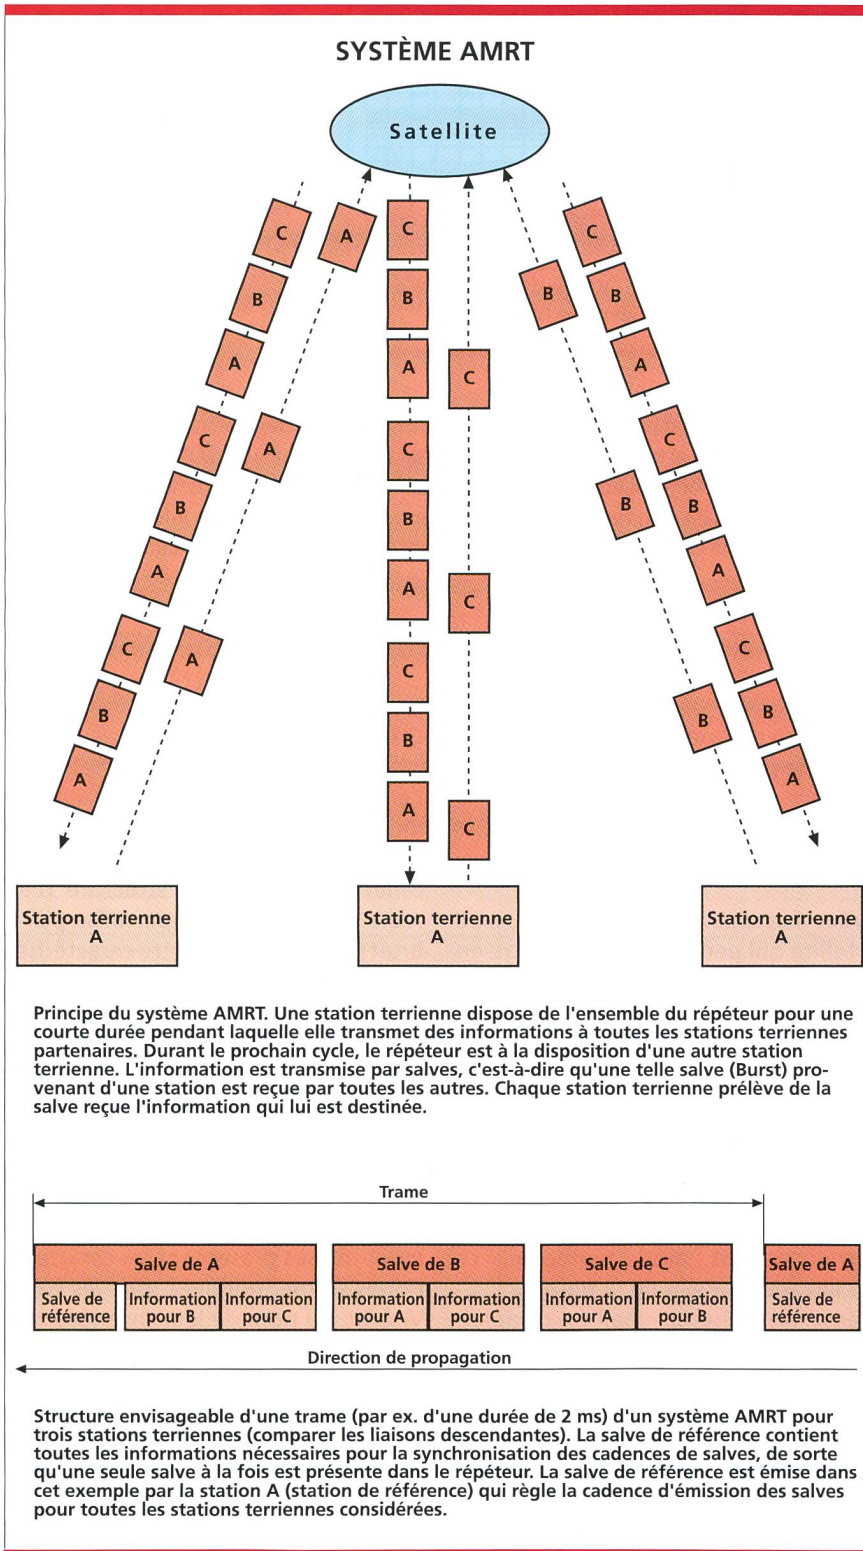 SYSTÈME AMRT
Satellite
C
B
A
C
B
A
C
B
A
A
A
A
C
B
A
C
B
A
C
B
A
C
C
C
B
B
B
C
B
A
C
B
A
C
B
A
Station terrienne
A
Station terrienne
A
Station terrienne
A
Principe du système AMRT. Une station terrienne dispose de l'ensemble du répéteur pour une
courte durée pendant laquelle elle transmet des informations à toutes les stations terriennes
partenaires. Durant le prochain cycle, le répéteur est à la disposition d'une autre station
terrienne. L'information est transmise par salves, c'est-à-dire qu'une telle salve (Burst) pro-
venant d'une station est reçue par toutes les autres. Chaque station terrienne prélève de la
salve reçue l'information qui lui est destinée.
Trame
Salve de A
Salve de B
Salve de C
Salve de A
Salve de
référence
Information
pour B
Information
pour C
Information
pour A
Information
pour C
Information
pour A
Information
pour B
Salve de
référence
Direction de propagation
Structure envisageable d'une trame (par ex. d'une durée de 2 ms) d'un système AMRT pour
trois stations terriennes (comparer les liaisons descendantes). La salve de référence contient
toutes les informations nécessaires pour la synchronisation des cadences de salves, de sorte
qu'une seule salve à la fois est présente dans le répéteur. La salve de référence est émise dans
cet exemple par la station A (station de référence) qui règle la cadence d'émission des salves
pour toutes les stations terriennes considérées.